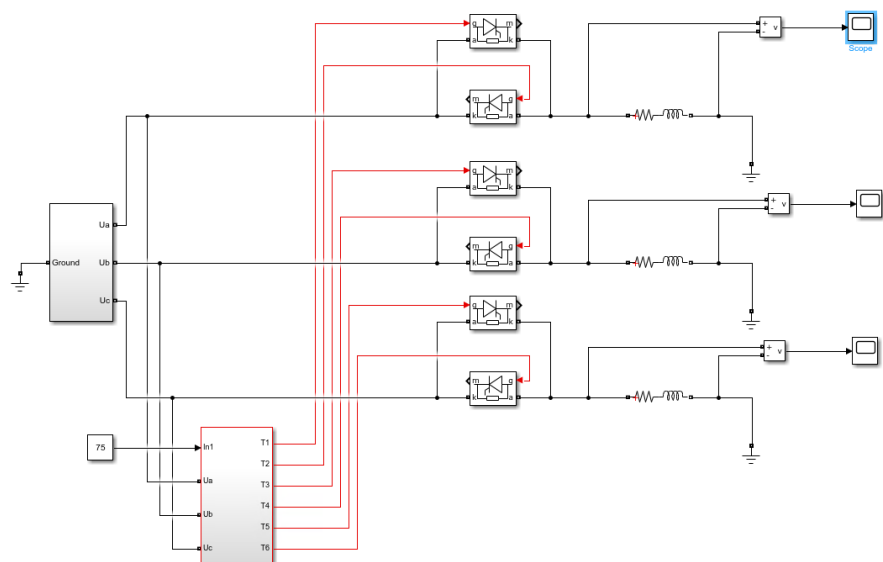 g m
a k
+ v
-
Scope
m g
k a
g m
a k
+ v
-
Ua
m g
Ground Ub
k a
Uc
g m
a k
+ v
-
m g
k a
75 In1 T1
T2
Ua T3
T4
Ub T5
Uc T6